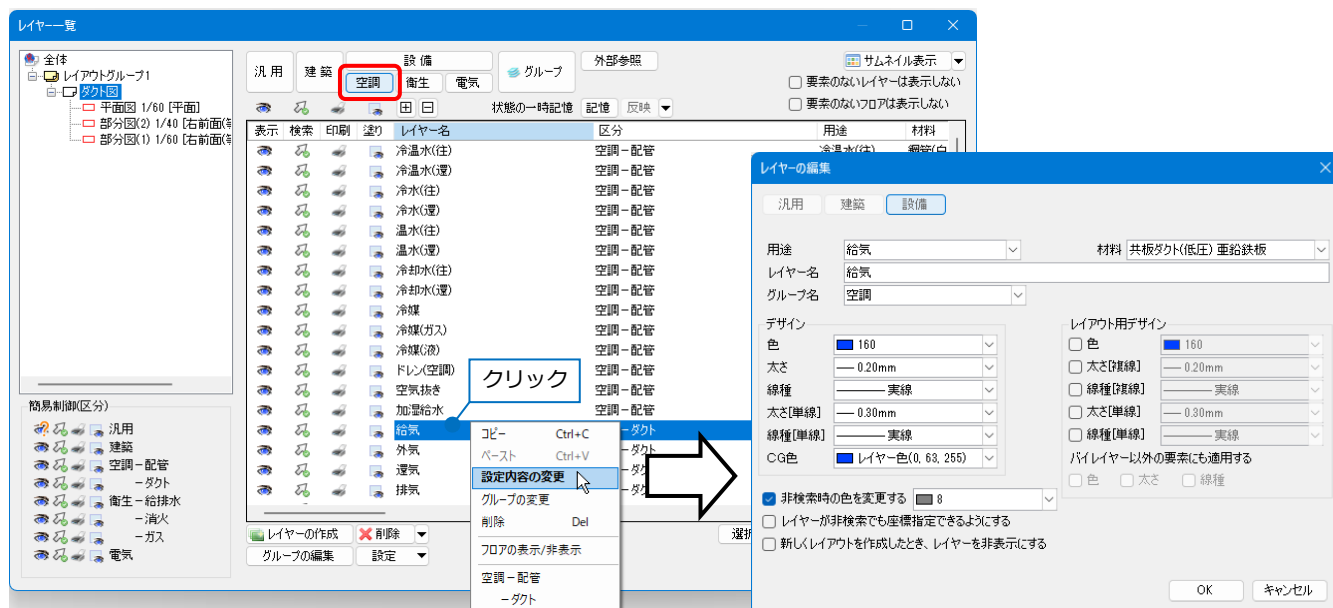 レイヤー一覧
全体
レイアウトグループ1
ダクト図
平面図 1/60 [平面]
部分図(2) 1/40 [右前面(等
部分図(1) 1/60 [右前面(等
簡易制御(区分)
汎用
建築
空調－配管
－ダクト
衛生－給排水
－消火
－ガス
電気
汎用 建築 設備 グループ 外部参照 サムネイル表示
空調 衛生 電気
要素のないレイヤーは表示しない
要素のないフロアは表示しない
状態の一時記憶 記憶 反映
表示 検索 印刷 塗り レイヤー名 区分 用途 材料
冷温水(往) 空調－配管 冷温水(往) 鋼管(白
冷温水(還) 空調－配管
冷水(往) 空調－配管
冷水(還) 空調－配管
温水(往) 空調－配管
温水(還) 空調－配管
冷却水(往) 空調－配管
冷却水(還) 空調－配管
冷媒 空調－配管
冷媒(ガス) 空調－配管
冷媒(液) 空調－配管
ドレン(空調) 空調－配管
空気抜き 空調－配管
加湿給水 空調－配管
給気 －ダクト
外気 －ダクト
還気 －ダ
排気 －ダ
クリック
コピー Ctrl+C
ペースト Ctrl+V
設定内容の変更
グループの変更
削除 Del
フロアの表示/非表示
空調－配管
－ダクト
レイヤーの作成 削除 選択
グループの編集 設定
レイヤーの編集
汎用 建築 設備
用途 給気 材料 共板ダクト(低圧) 亜鉛鉄板
レイヤー名 給気
グループ名 空調
デザイン
色 160
太さ 0.20mm
線種 実線
太さ[単線] 0.30mm
線種[単線] 実線
CG色 レイヤー色(0, 63, 255)
レイアウト用デザイン
色 160
太さ[複線] 0.20mm
線種[複線] 実線
太さ[単線] 0.30mm
線種[単線] 実線
バイレイヤー以外の要素にも適用する
色 太さ 線種
非検索時の色を変更する 8
レイヤーが非検索でも座標指定できるようにする
新しくレイアウトを作成したとき、レイヤーを非表示にする
OK キャンセル